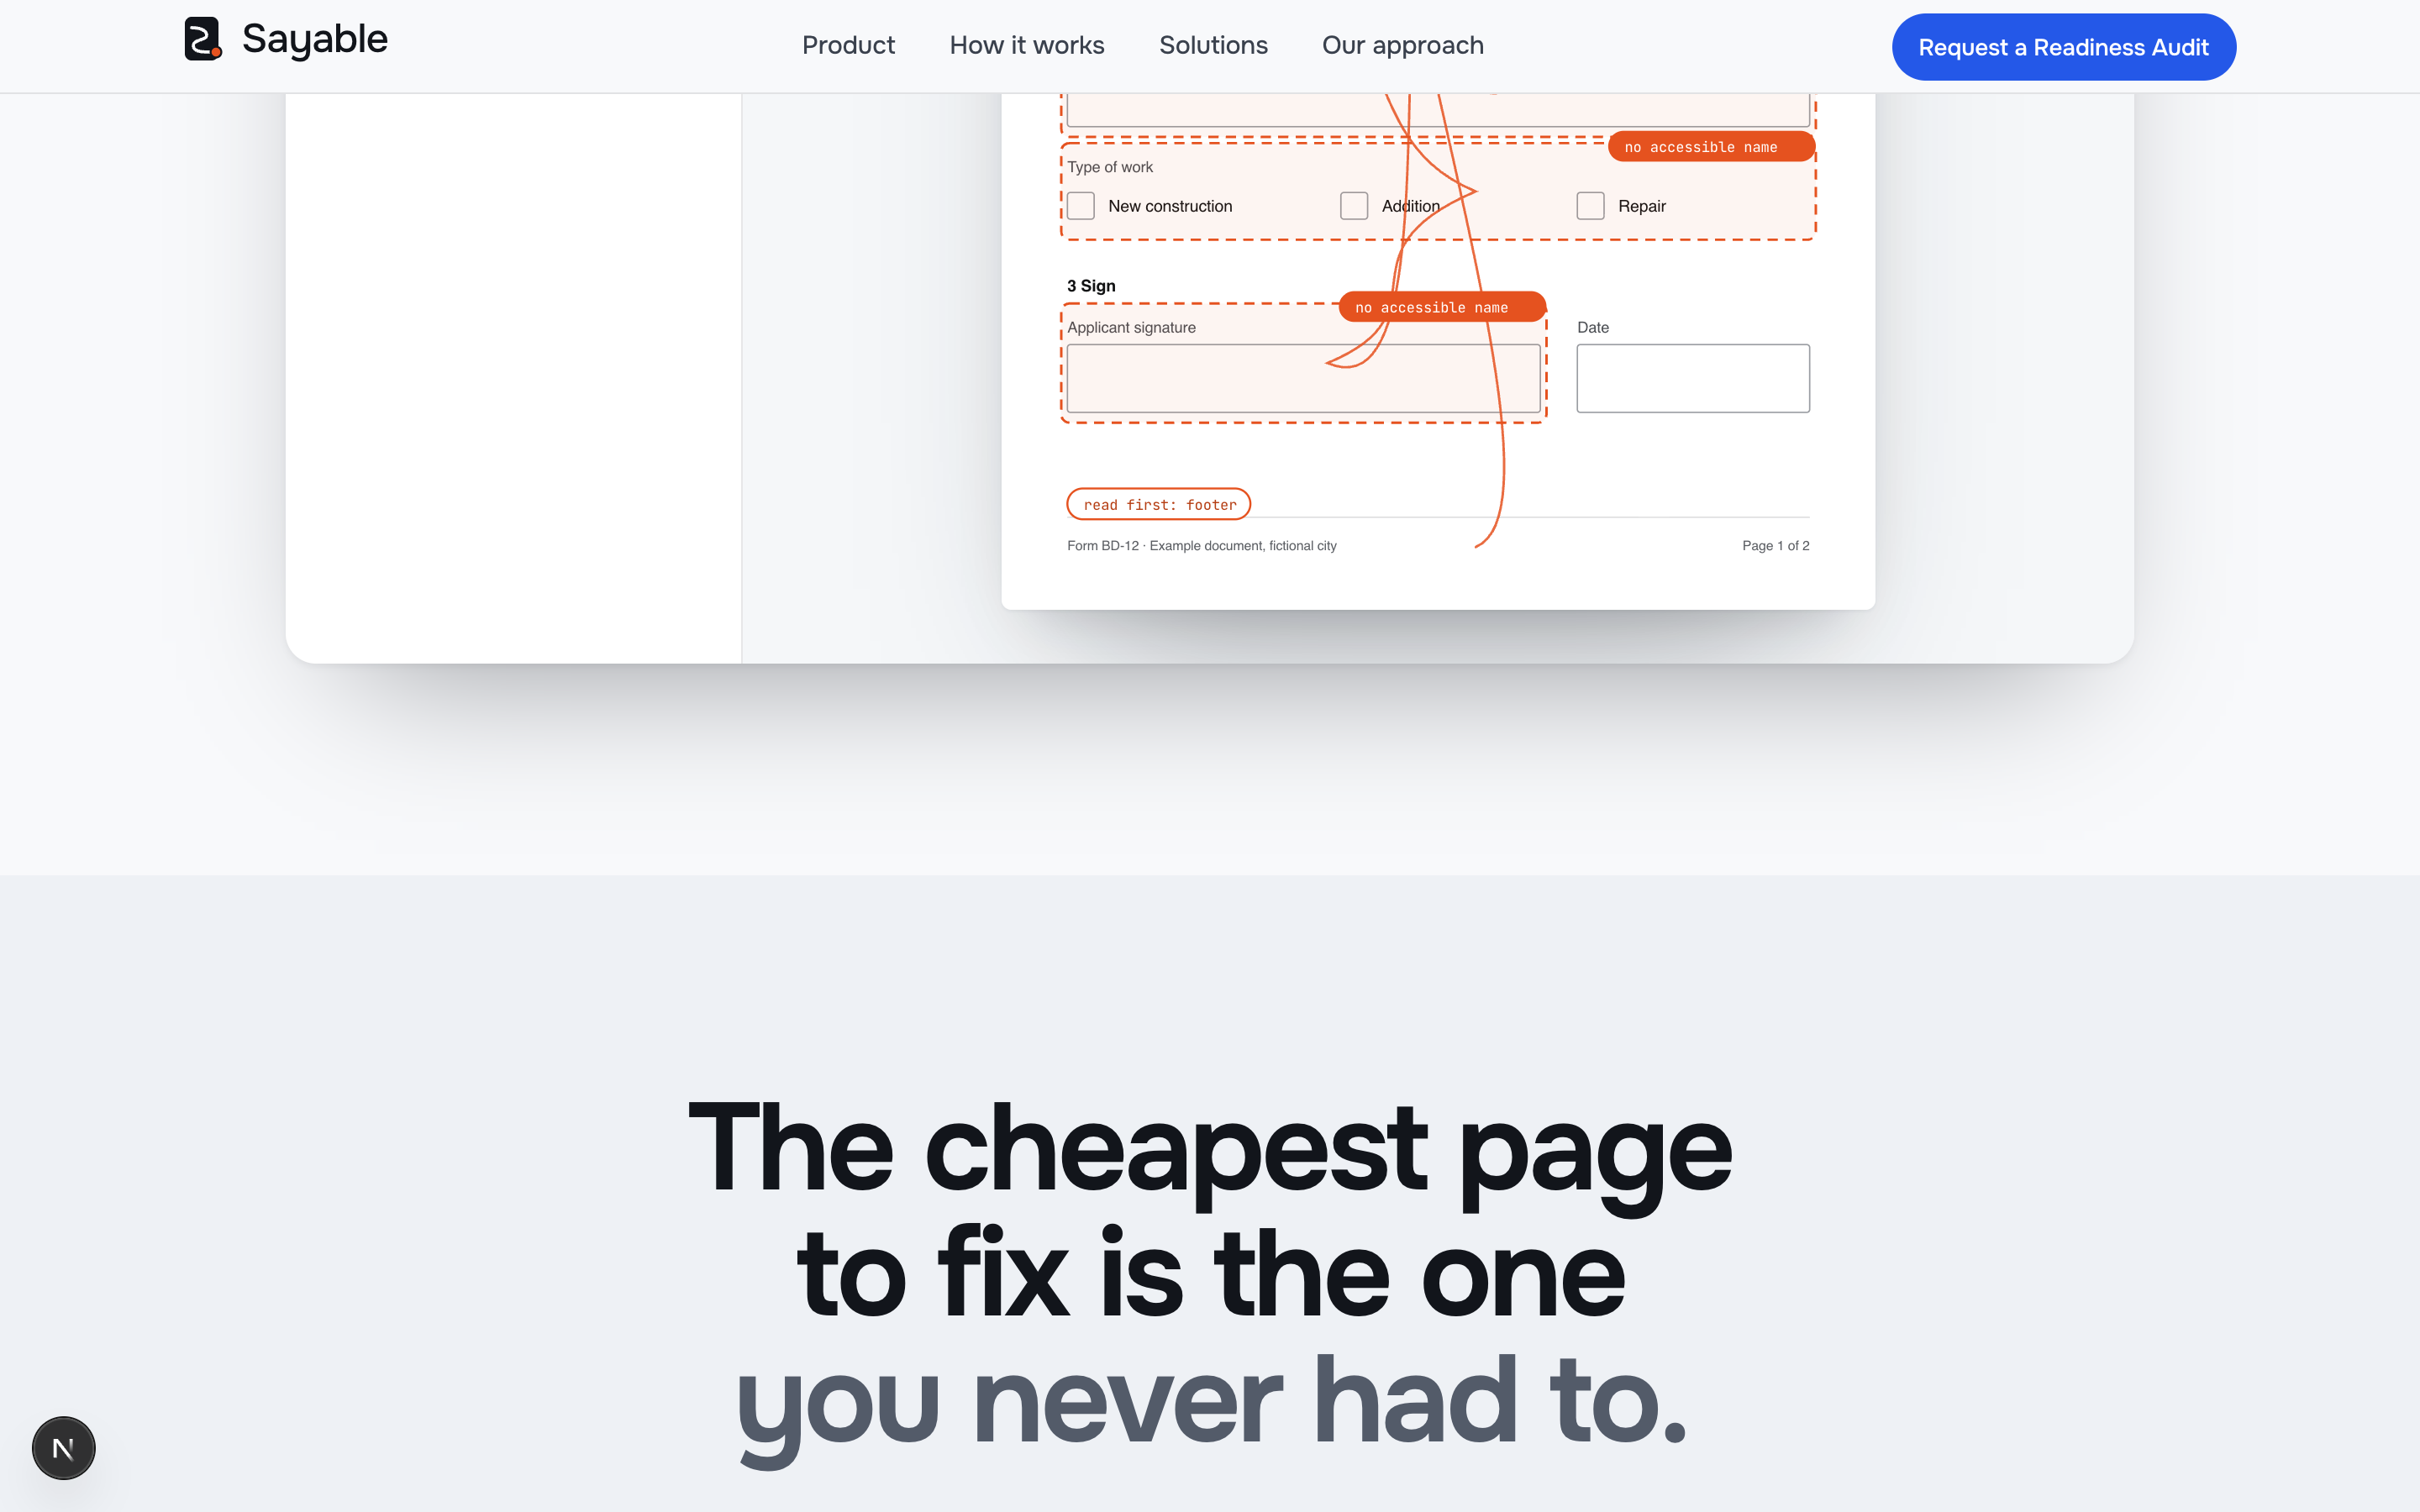 Sayable
Product How it works Solutions Our approach
Request a Readiness Audit
no accessible name
Type of work
New construction Addition Repair
3 Sign
no accessible name
Applicant signature Date
read first: footer
Form BD-12 · Example document, fictional city Page 1 of 2
The cheapest page
to fix is the one
you never had to.
N